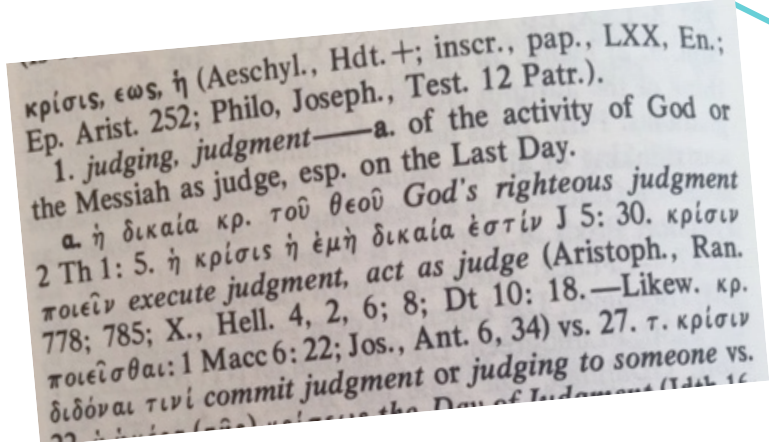 κρίσις, εως, ἡ (Aeschyl., Hdt.+; inscr., pap., LXX, En.;
Ep. Arist. 252; Philo, Joseph., Test. 12 Patr.).
1. judging, judgment——a. of the activity of God or
the Messiah as judge, esp. on the Last Day.
α. ἡ δικαία κρ. τοῦ θεοῦ God's righteous judgment
2 Th 1: 5. ἡ κρίσις ἡ ἐμὴ δικαία ἐστίν J 5: 30. κρίσιν
ποιεῖν execute judgment, act as judge (Aristoph., Ran.
778; 785; X., Hell. 4, 2, 6; 8; Dt 10: 18.—Likew. κρ.
ποιεῖσθαι: 1 Macc 6: 22; Jos., Ant. 6, 34) vs. 27. τ. κρίσιν
διδόναι τινί commit judgment or judging to someone vs.
the Day of Judgment